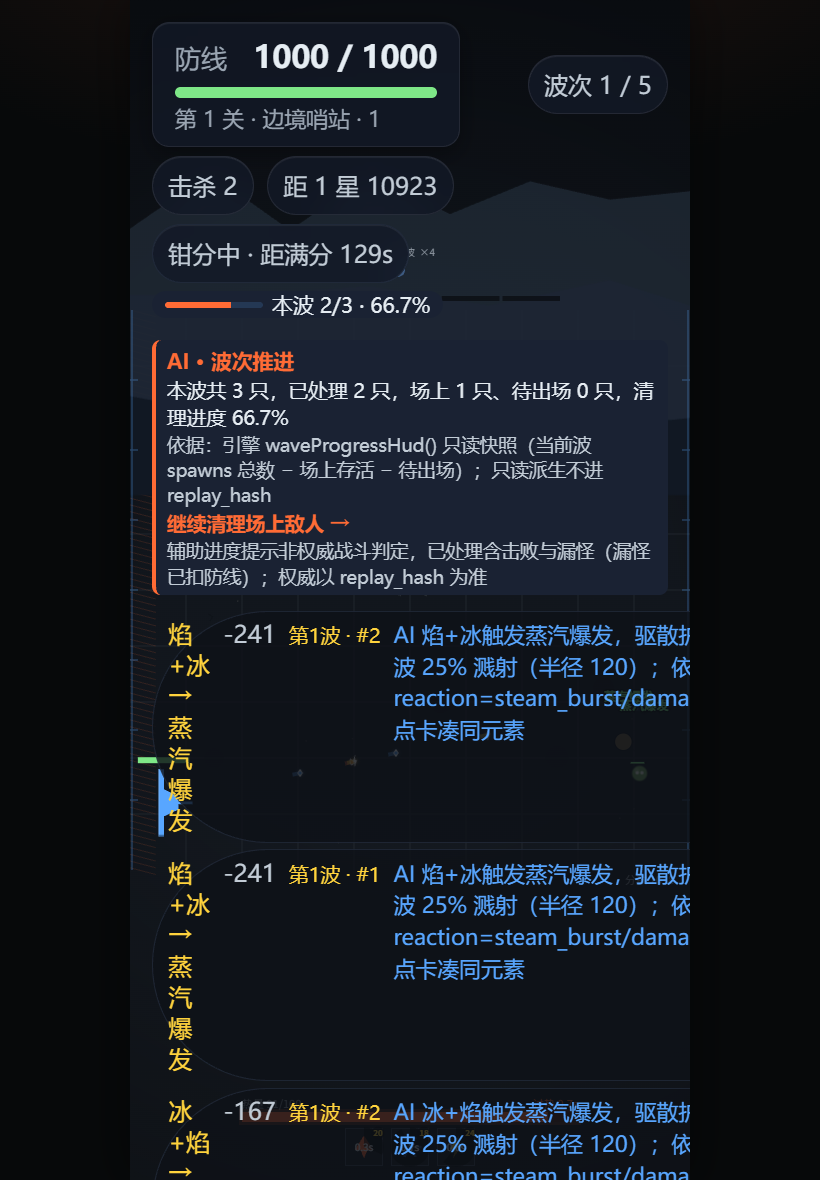 防线 1000 / 1000
第 1 关 · 边境哨站 · 1
波次 1 / 5
击杀 2
距 1 星 10923
钳分中 · 距满分 129s
×4
本波 2/3 · 66.7%
AI • 波次推进
本波共 3 只，已处理 2 只，场上 1 只、待出场 0 只，清
理进度 66.7%
依据：引擎 waveProgressHud() 只读快照（当前波
spawns 总数 − 场上存活 − 待出场）；只读派生不进
replay_hash
继续清理场上敌人 →
辅助进度提示非权威战斗判定，已处理含击败与漏怪（漏怪
已扣防线）；权威以 replay_hash 为准
焰
+冰
→
蒸
汽
爆
发
-241
第1波 · #2
AI 焰+冰触发蒸汽爆发，驱散
波 25% 溅射（半径 120）；依
reaction=steam_burst/dama
点卡凑同元素
焰
+冰
→
蒸
汽
爆
发
-241
第1波 · #1
AI 焰+冰触发蒸汽爆发，驱散
波 25% 溅射（半径 120）；依
reaction=steam_burst/dama
点卡凑同元素
冰
+焰
→
-167
第1波 · #2
AI 冰+焰触发蒸汽爆发，驱散
波 25% 溅射（半径 120）；依
reaction=steam_burst/dama